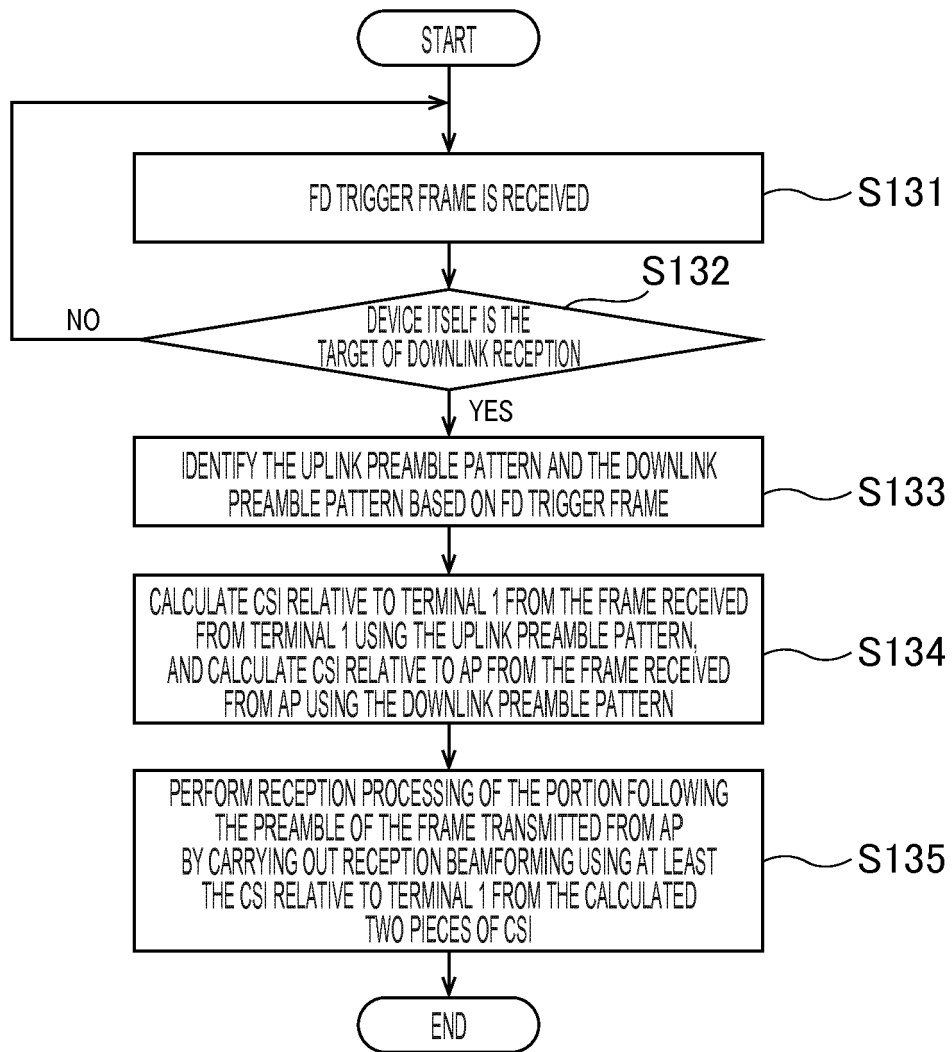 START
FD TRIGGER FRAME IS RECEIVED
S131
S132
DEVICE ITSELF IS THE
TARGET OF DOWNLINK RECEPTION
NO
YES
IDENTIFY THE UPLINK PREAMBLE PATTERN AND THE DOWNLINK
PREAMBLE PATTERN BASED ON FD TRIGGER FRAME
S133
CALCULATE CSI RELATIVE TO TERMINAL 1 FROM THE FRAME RECEIVED
FROM TERMINAL 1 USING THE UPLINK PREAMBLE PATTERN,
AND CALCULATE CSI RELATIVE TO AP FROM THE FRAME RECEIVED
FROM AP USING THE DOWNLINK PREAMBLE PATTERN
S134
PERFORM RECEPTION PROCESSING OF THE PORTION FOLLOWING
THE PREAMBLE OF THE FRAME TRANSMITTED FROM AP
BY CARRYING OUT RECEPTION BEAMFORMING USING AT LEAST
THE CSI RELATIVE TO TERMINAL 1 FROM THE CALCULATED
TWO PIECES OF CSI
S135
END